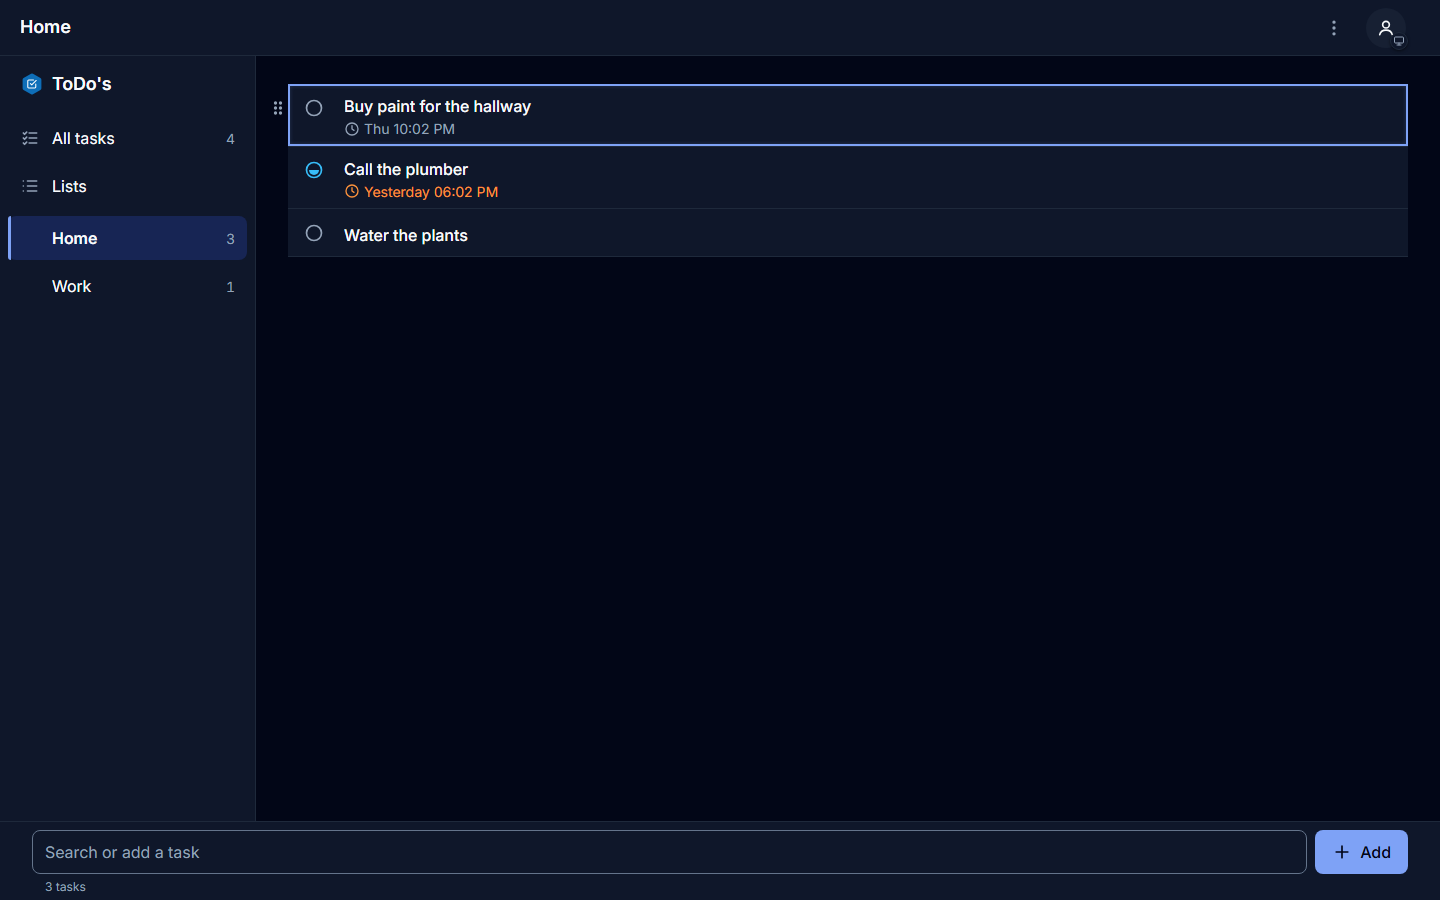 Home
ToDo's
All tasks 4
Lists
Home 3
Work 1
Buy paint for the hallway
Thu 10:02 PM
Call the plumber
Yesterday 06:02 PM
Water the plants
Search or add a task
Add
3 tasks